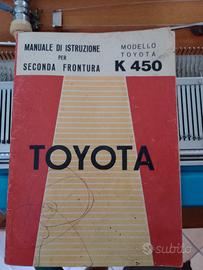 MANUALE DI ISTRUZIONE
PER
SECONDA FRONTURA
MODELLO
TOYOTA
K 450
TOYOTA
subito